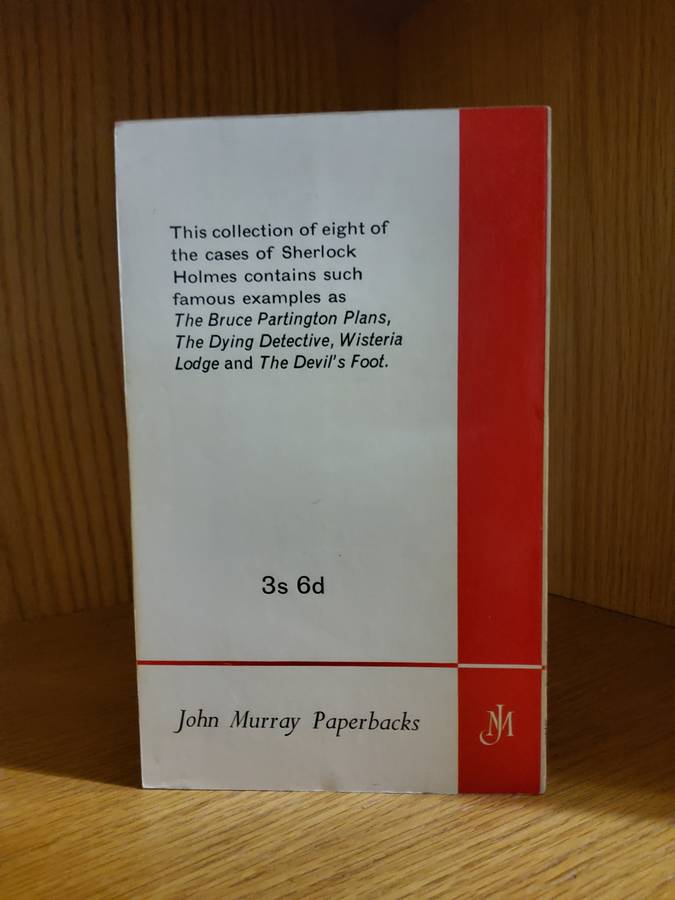 This collection of eight of
the cases of Sherlock
Holmes contains such
famous examples as
The Bruce Partington Plans,
The Dying Detective, Wisteria
Lodge and The Devil's Foot.
3s 6d
John Murray Paperbacks
JM